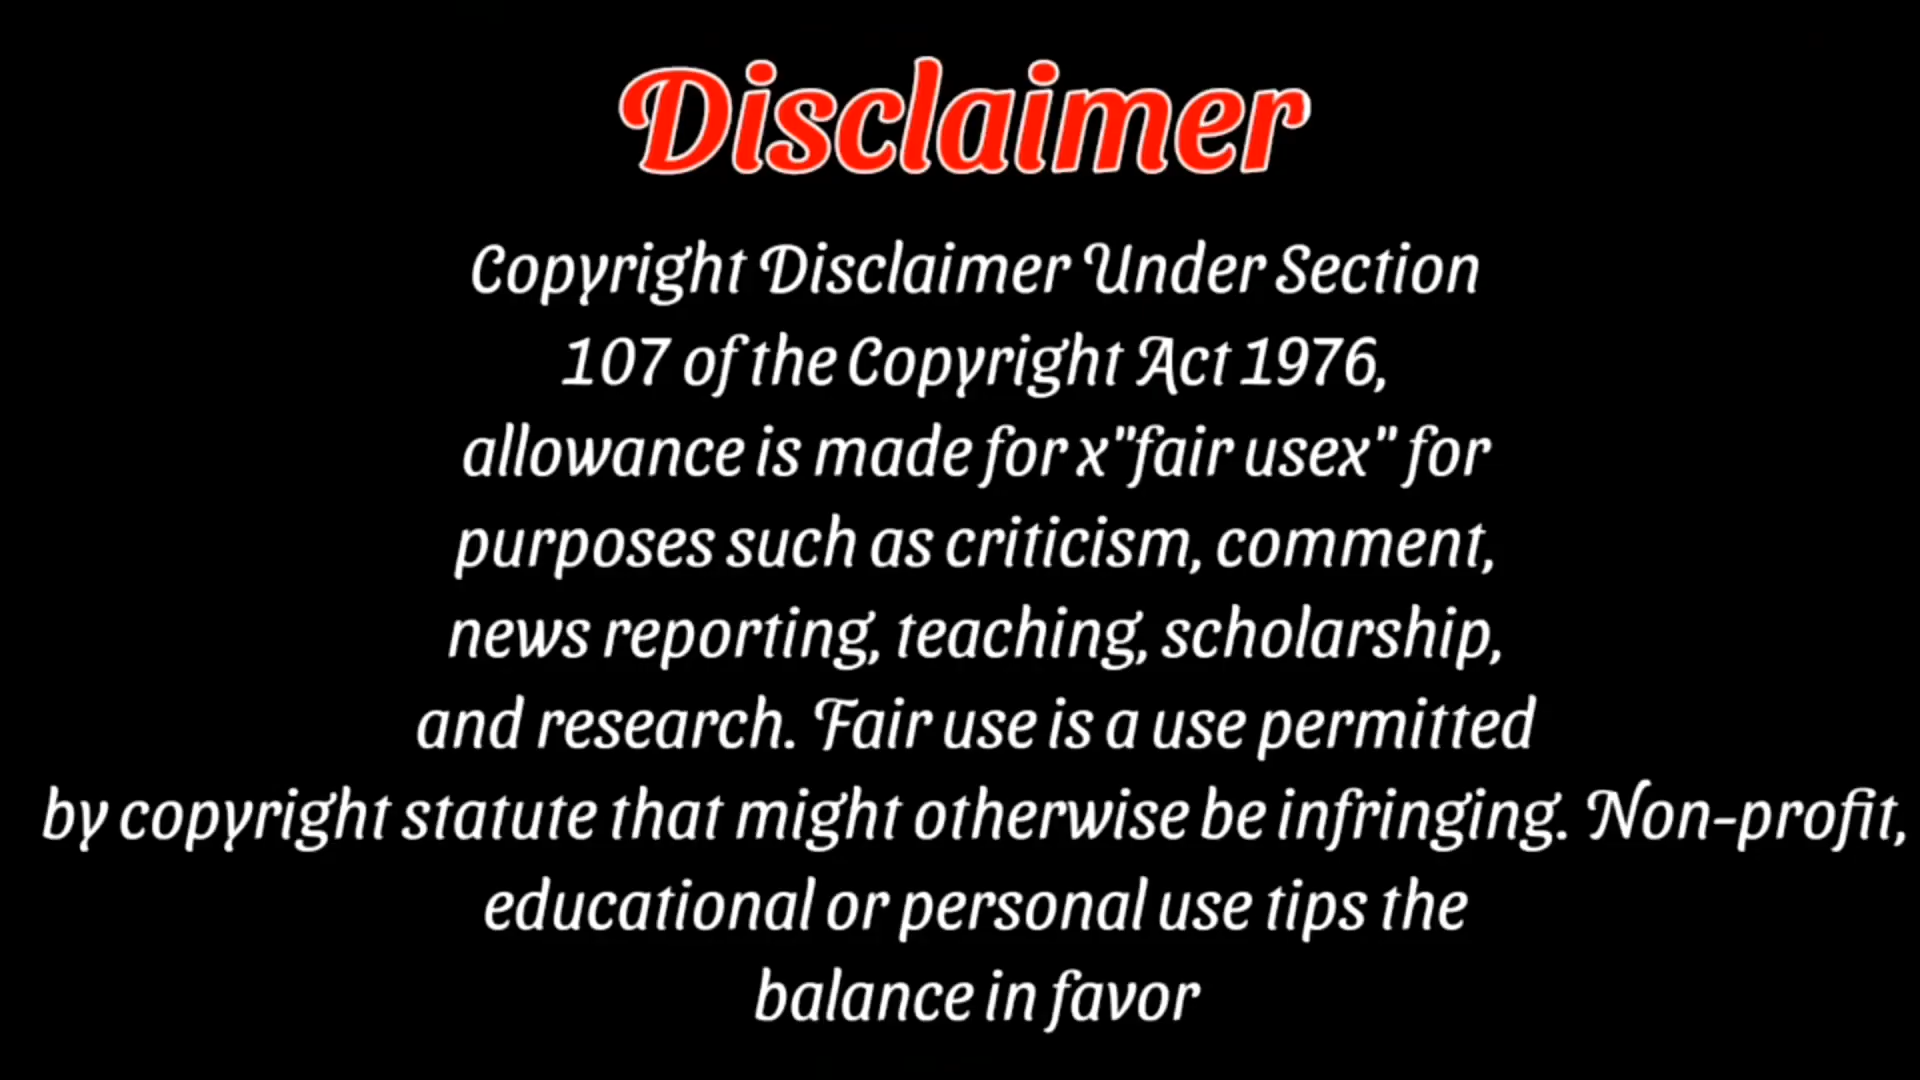 Disclaimer
Copyright Disclaimer Under Section
107 of the Copyright Act 1976,
allowance is made for x"fair usex" for
purposes such as criticism, comment,
news reporting, teaching, scholarship,
and research. Fair use is a use permitted
by copyright statute that might otherwise be infringing. Non-profit,
educational or personal use tips the
balance in favor